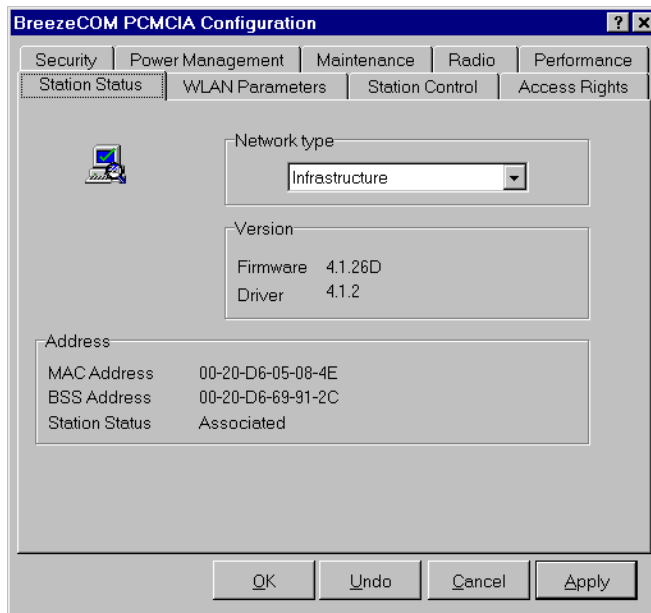 BreezeCOM PCMCIA Configuration
Security Power Management Maintenance Radio Performance
Station Status WLAN Parameters Station Control Access Rights
Network type
Infrastructure
Version
Firmware 4.1.26D
Driver 4.1.2
Address
MAC Address 00-20-D6-05-08-4E
BSS Address 00-20-D6-69-91-2C
Station Status Associated
OK Undo Cancel Apply